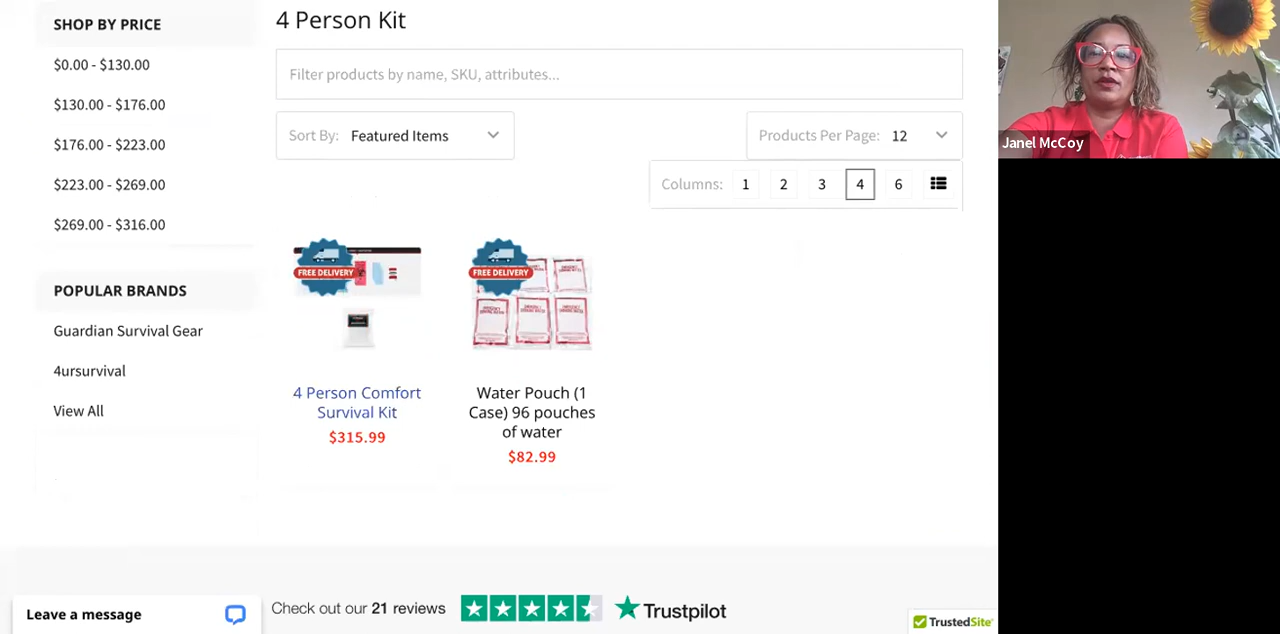 SHOP BY PRICE
$0.00 - $130.00
$130.00 - $176.00
$176.00 - $223.00
$223.00 - $269.00
$269.00 - $316.00
POPULAR BRANDS
Guardian Survival Gear
4ursurvival
View All
4 Person Kit
Filter products by name, SKU, attributes...
Sort By: Featured Items
Products Per Page: 12
Columns: 1 2 3 4 6
FREE DELIVERY
FREE DELIVERY
4 Person Comfort
Survival Kit
$315.99
Water Pouch (1
Case) 96 pouches
of water
$82.99
Leave a message
Check out our 21 reviews
Trustpilot
TrustedSite
Janel McCoy